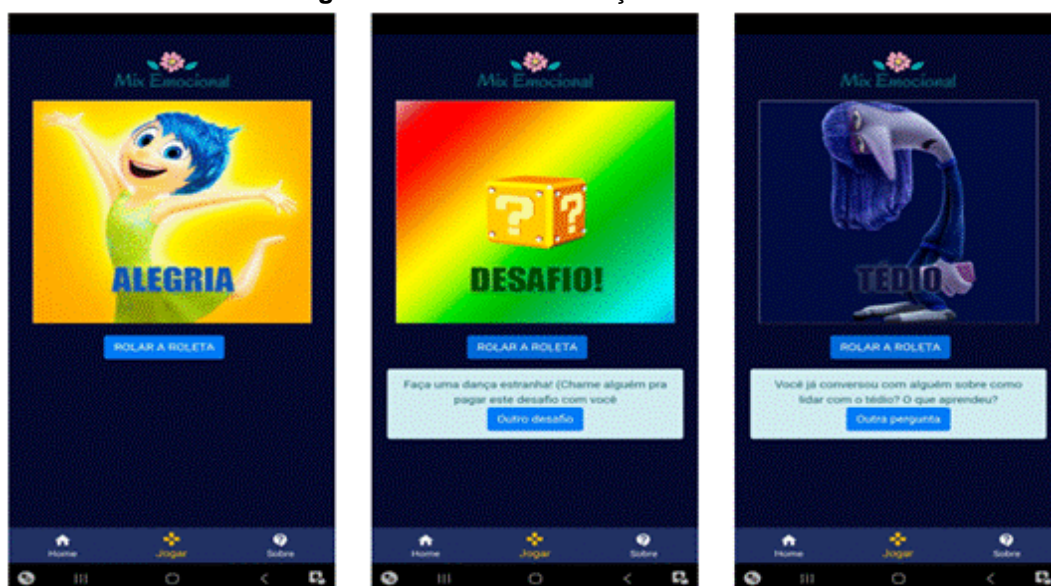 Mix Emocional
ALEGRIA
ROLAR A ROLETA
Home
Jogar
Sobre
Mix Emocional
DESAFIO!
ROLAR A ROLETA
Faça uma dança estranha! (Chame alguém pra
pagar este desafio com você
Outro desafio
Home
Jogar
Sobre
Mix Emocional
TÉDIO
ROLAR A ROLETA
Você já conversou com alguém sobre como
lidar com o tédio? O que aprendeu?
Outra pergunta
Home
Jogar
Sobre